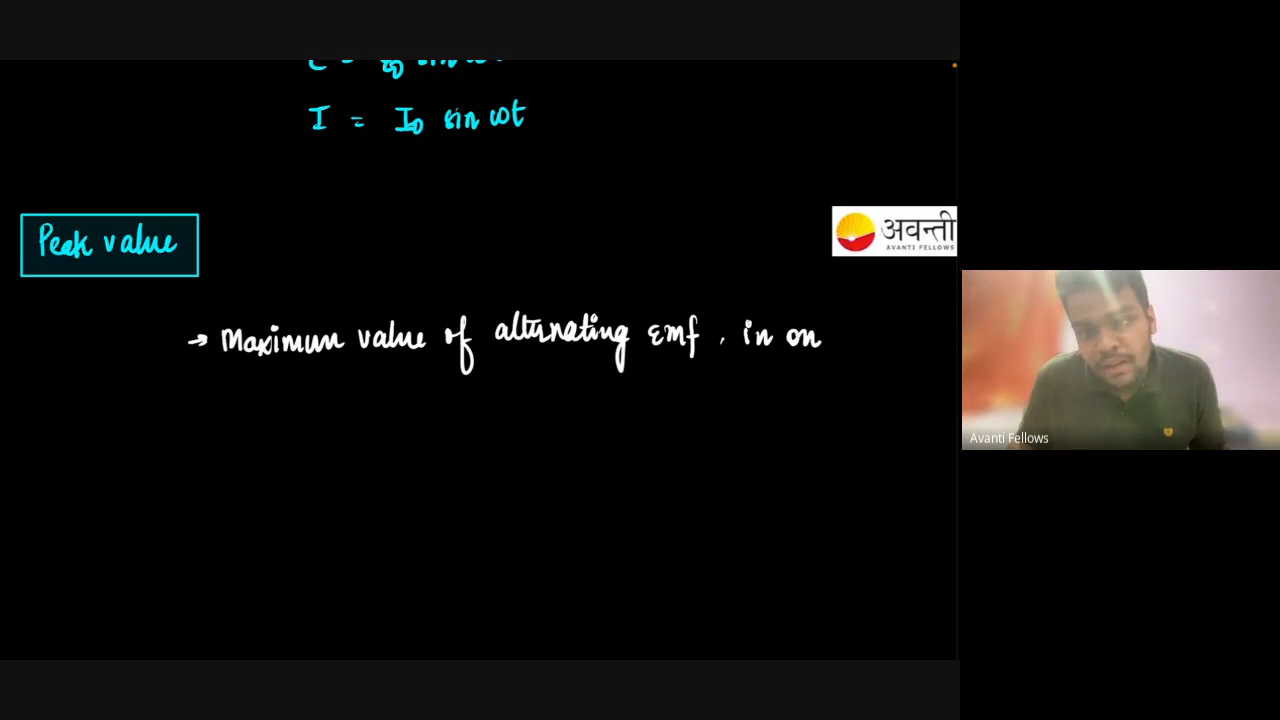 I = I₀ sin ωt
Peak value
अवन्ती
AVANTI FELLOWS
→ Maximum value of alternating emf, in on
Avanti Fellows